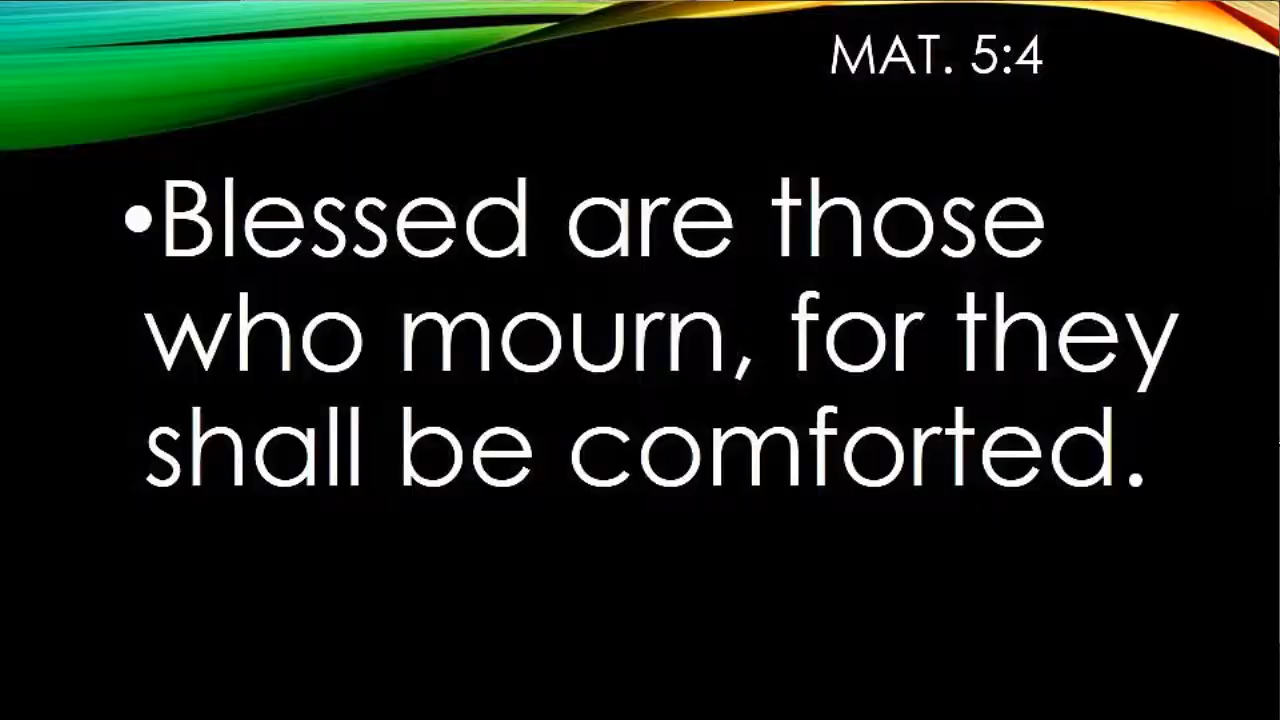 MAT. 5:4
•Blessed are those
who mourn, for they
shall be comforted.